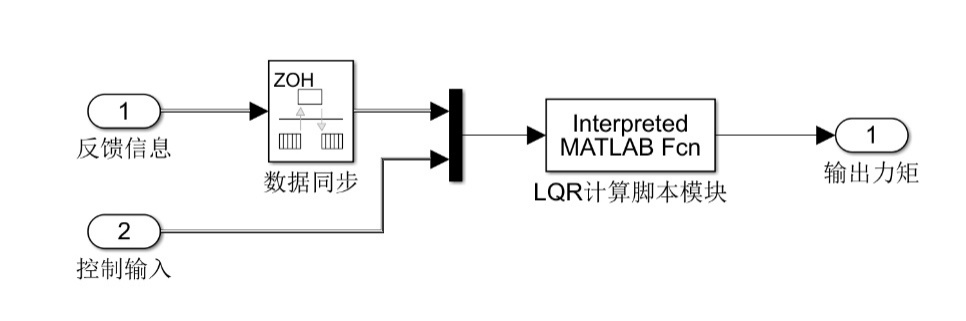 1
反馈信息
ZOH
数据同步
2
控制输入
Interpreted
MATLAB Fcn
LQR计算脚本模块
1
输出力矩